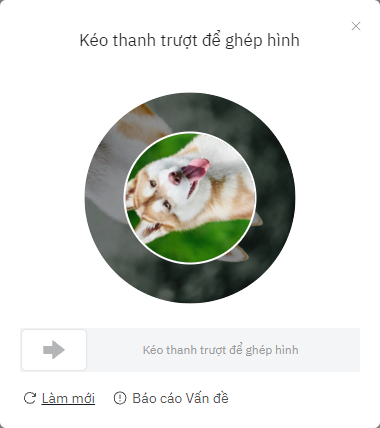 Kéo thanh trượt để ghép hình
Kéo thanh trượt để ghép hình
Làm mới
Báo cáo Vấn đề